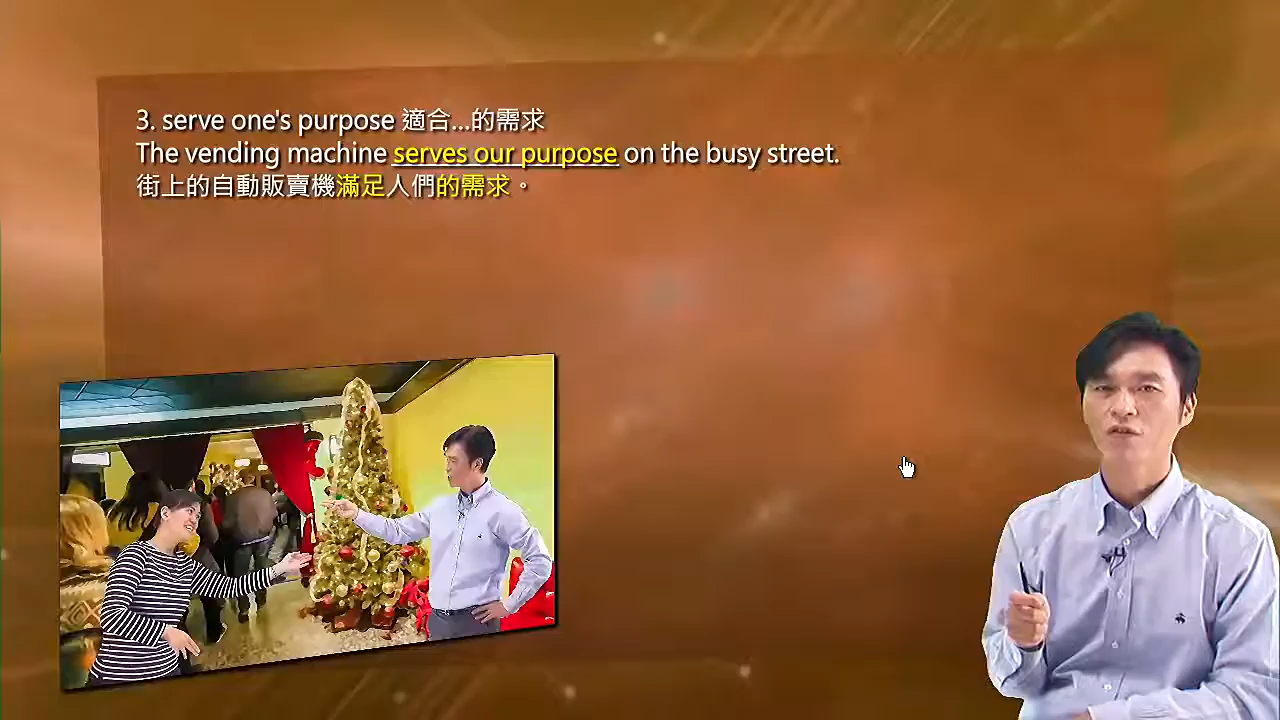 3. serve one's purpose 適合...的需求
The vending machine serves our purpose on the busy street.
街上的自動販賣機滿足人們的需求。